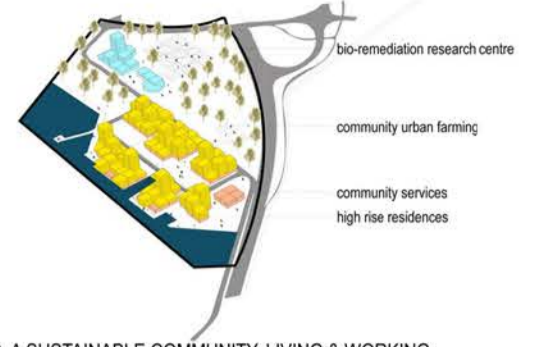 bio-remediation research centre
community urban farming
community services
high rise residences
A SUSTAINABLE COMMUNITY, LIVING & WORKING